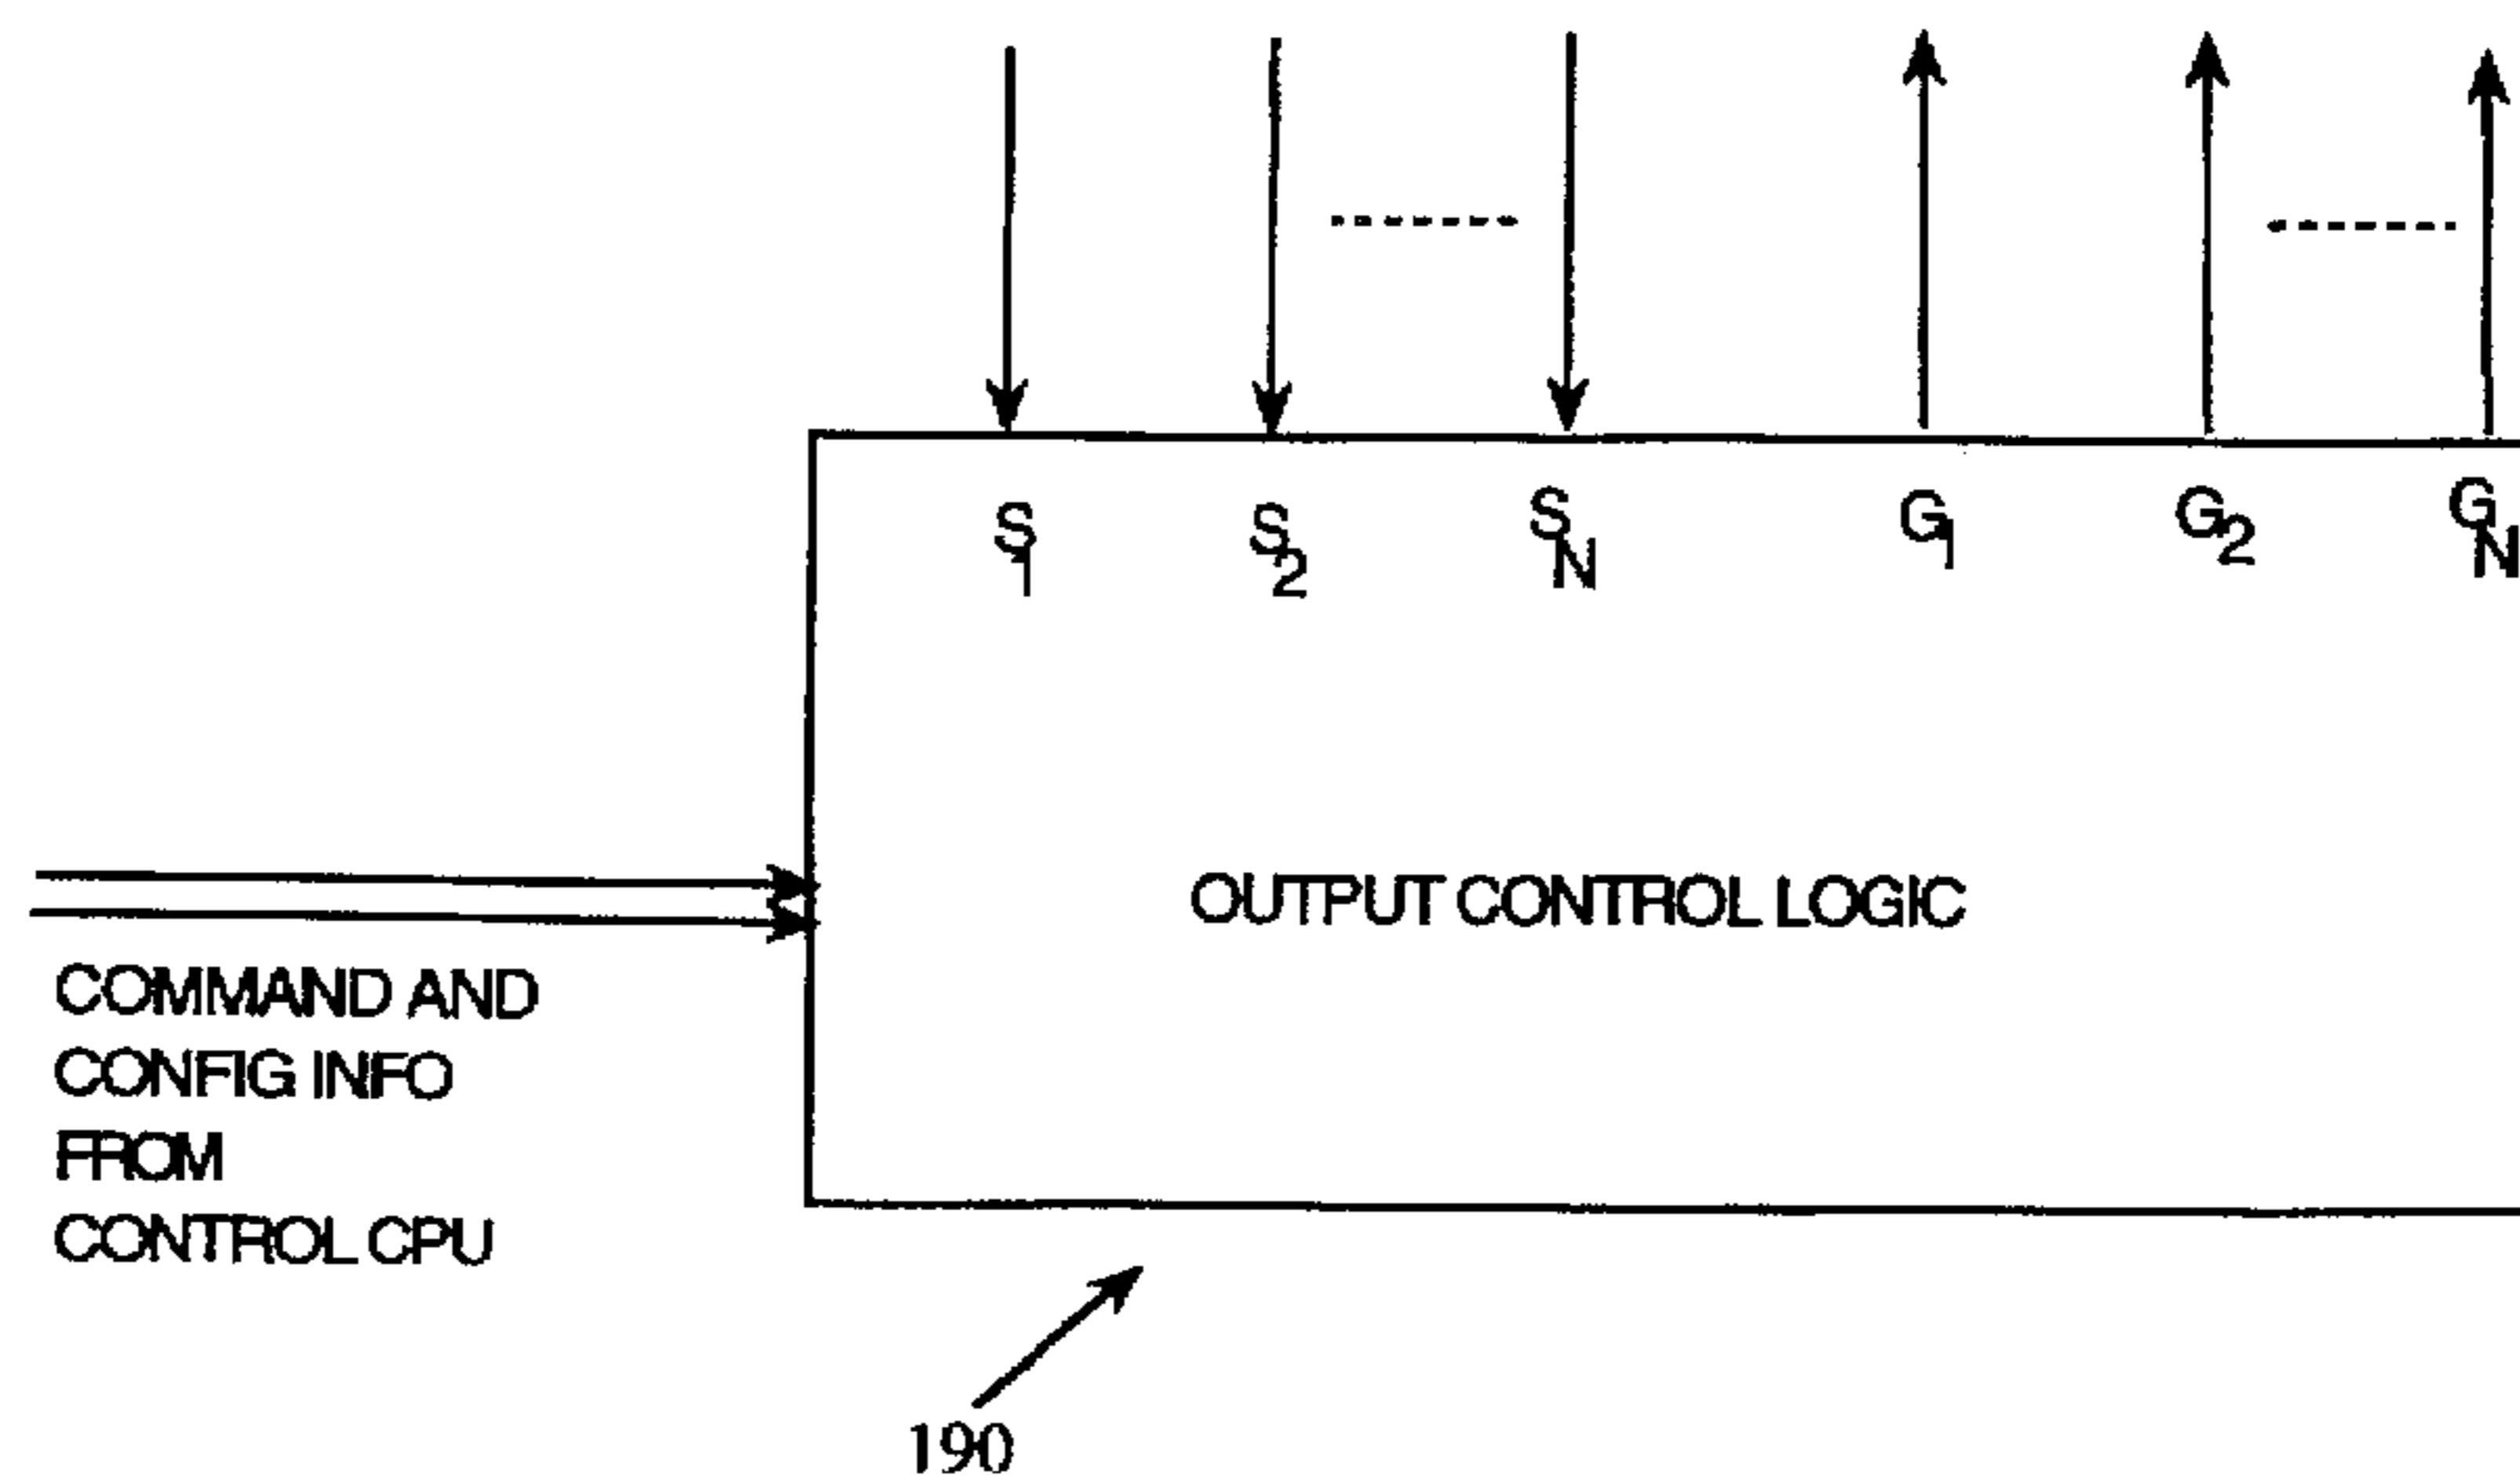 S1 S2 SN G1 G2 GN
OUTPUT CONTROL LOGIC
COMMAND AND
CONFIG INFO
FROM
CONTROL CPU
190